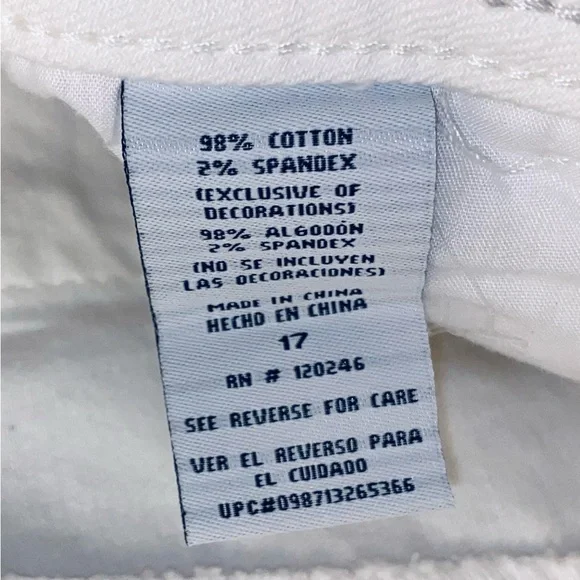 98% COTTON
2% SPANDEX
(EXCLUSIVE OF
DECORATIONS)
98% ALGODÓN
2% SPANDEX
(NO SE INCLUYEN
LAS DECORACIONES)
MADE IN CHINA
HECHO EN CHINA
17
RN # 120246
SEE REVERSE FOR CARE
VER EL REVERSO PARA
EL CUIDADO
UPC#098713265366